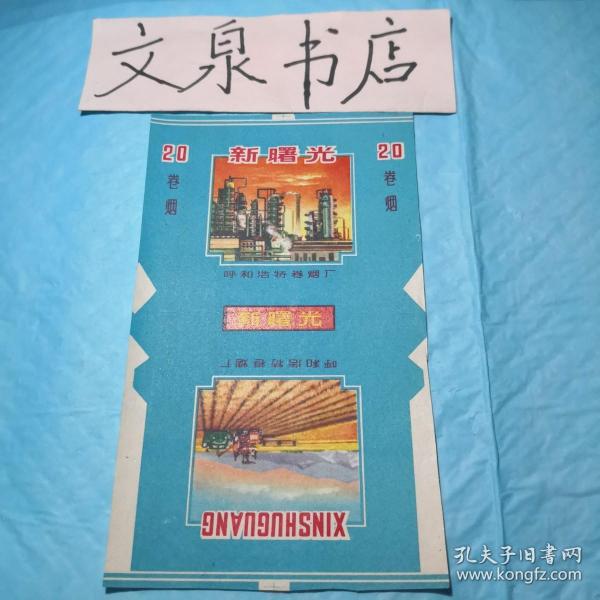 文泉书店
20
卷烟
新曙光
20
卷烟
呼和浩特卷烟厂
新曙光
呼和浩特卷烟厂
XINSHUGUANG
孔夫子旧书网
www.kongfz.com